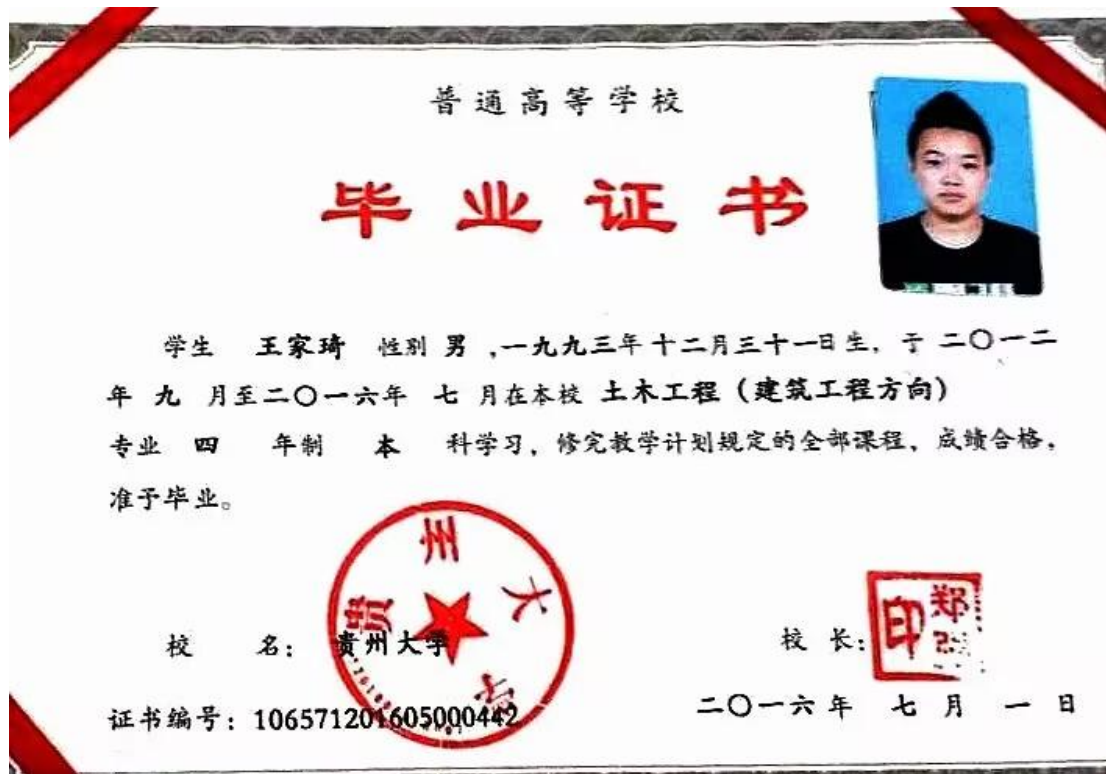 普通高等学校
毕业证书
学生 王家琦 性别 男 ,一九九三年十二月三十一日生, 于 二〇一二
年 九 月至二〇一六年 七 月在本校 土木工程（建筑工程方向）
专业 四 年制 本 科学习, 修完教学计划规定的全部课程, 成绩合格,
准予毕业。
贵州大学
校 名: 贵州大学
校 长:
郑
印
证书编号: 106571201605000442
二〇一六年 七 月 一 日